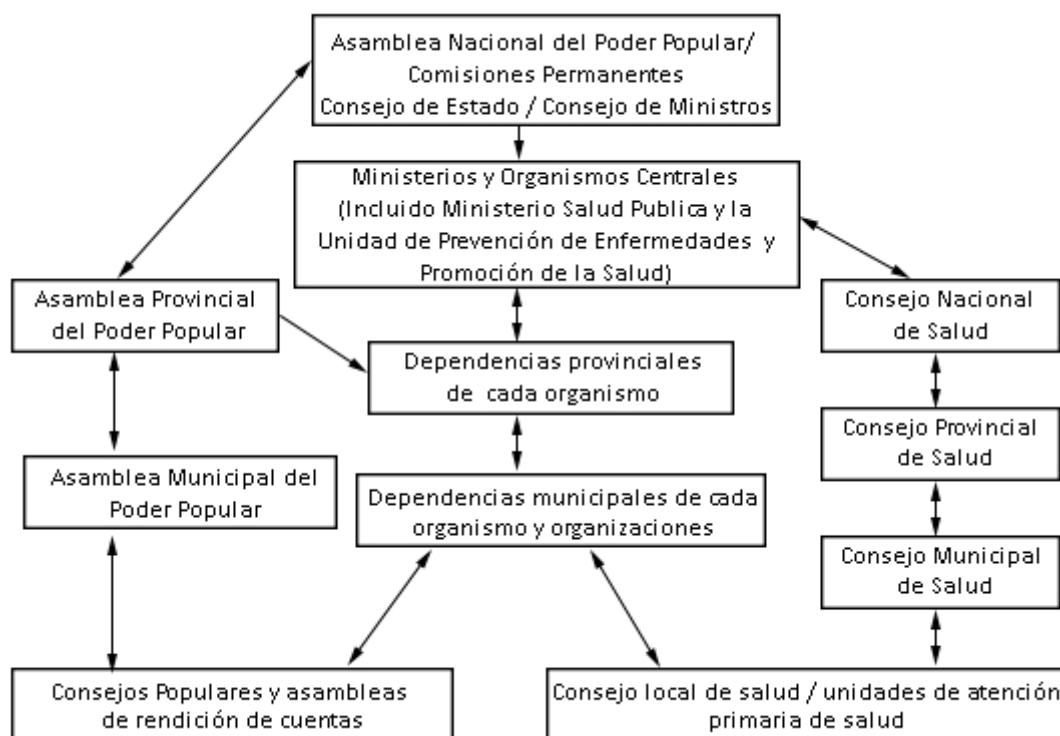 Asamblea Nacional del Poder Popular/
Comisiones Permanentes
Consejo de Estado / Consejo de Ministros
Ministerios y Organismos Centrales
(Incluido Ministerio Salud Publica y la
Unidad de Prevención de Enfermedades y
Promoción de la Salud)
Asamblea Provincial
del Poder Popular
Consejo Nacional
de Salud
Dependencias provinciales
de cada organismo
Consejo Provincial
de Salud
Asamblea Municipal del
Poder Popular
Dependencias municipales de cada
organismo y organizaciones
Consejo Municipal
de Salud
Consejos Populares y asambleas
de rendición de cuentas
Consejo local de salud / unidades de atención
primaria de salud